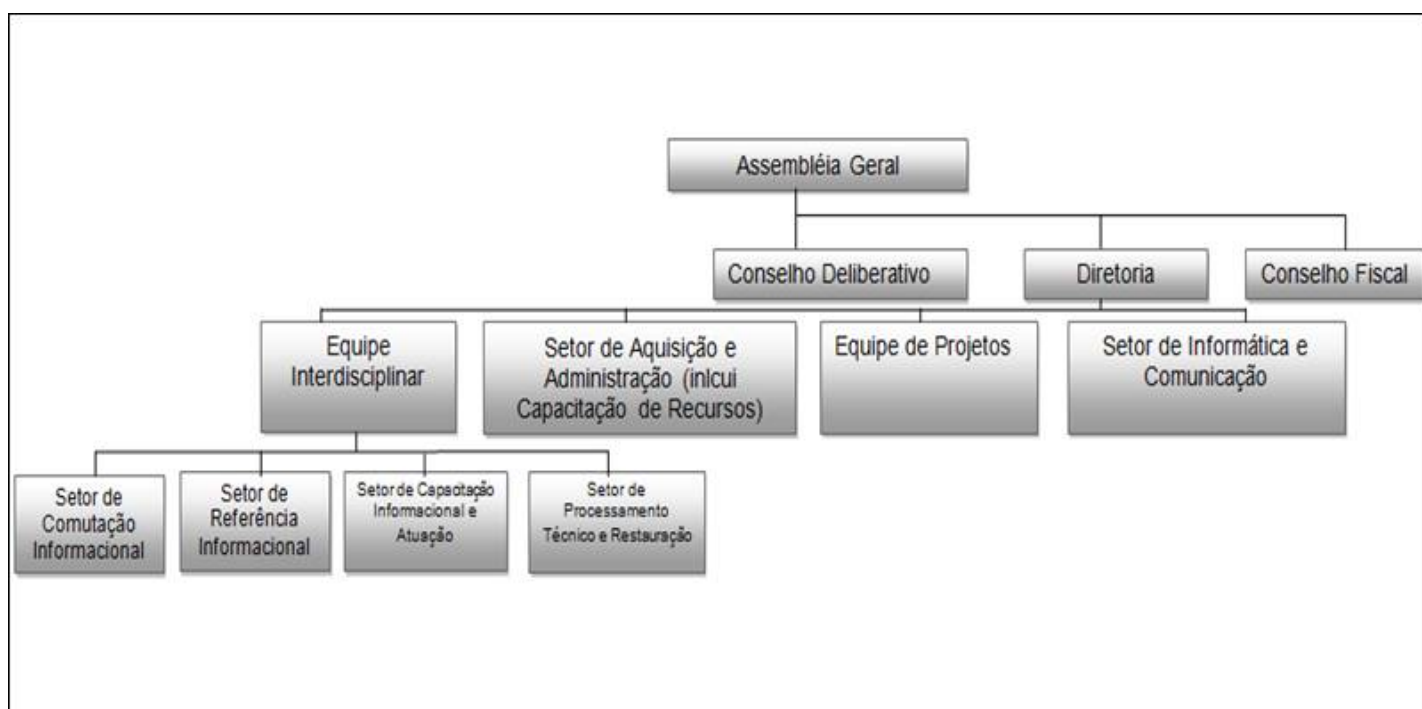 Assembléia Geral
Conselho Deliberativo
Diretoria
Conselho Fiscal
Equipe
Interdisciplinar
Setor de Aquisição e
Administração (inlcui
Capacitação de Recursos)
Equipe de Projetos
Setor de Informática e
Comunicação
Setor de
Comutação
Informacional
Setor de
Referência
Informacional
Setor de Capacitação
Informacional e
Atuação
Setor de
Processamento
Técnico e Restauração